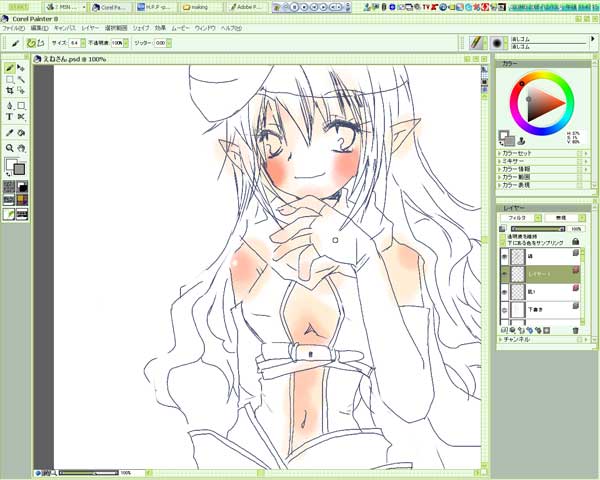 START
Corel Pa...
H.P.F -p...
making
Adobe P...
Corel Painter 8
ファイル(F) 編集(E) キャンバス レイヤー 選択範囲 シェイプ 効果 ムービー ウィンドウ ヘルプ(H)
サイズ: 6.4 不透明度: 100% ジッター: 0.00
消しゴム
消しゴム
えねさん.psd @ 100%
カラー
H: 37%
S: 1%
V: 60%
カラーセット
ミキサー
カラー情報
カラー範囲
カラー表現
レイヤー
フィルタ 表現
100%
透明度を維持
下にある色をサンプリング
レイヤー 1
肌1
下書き
チャンネル
100%